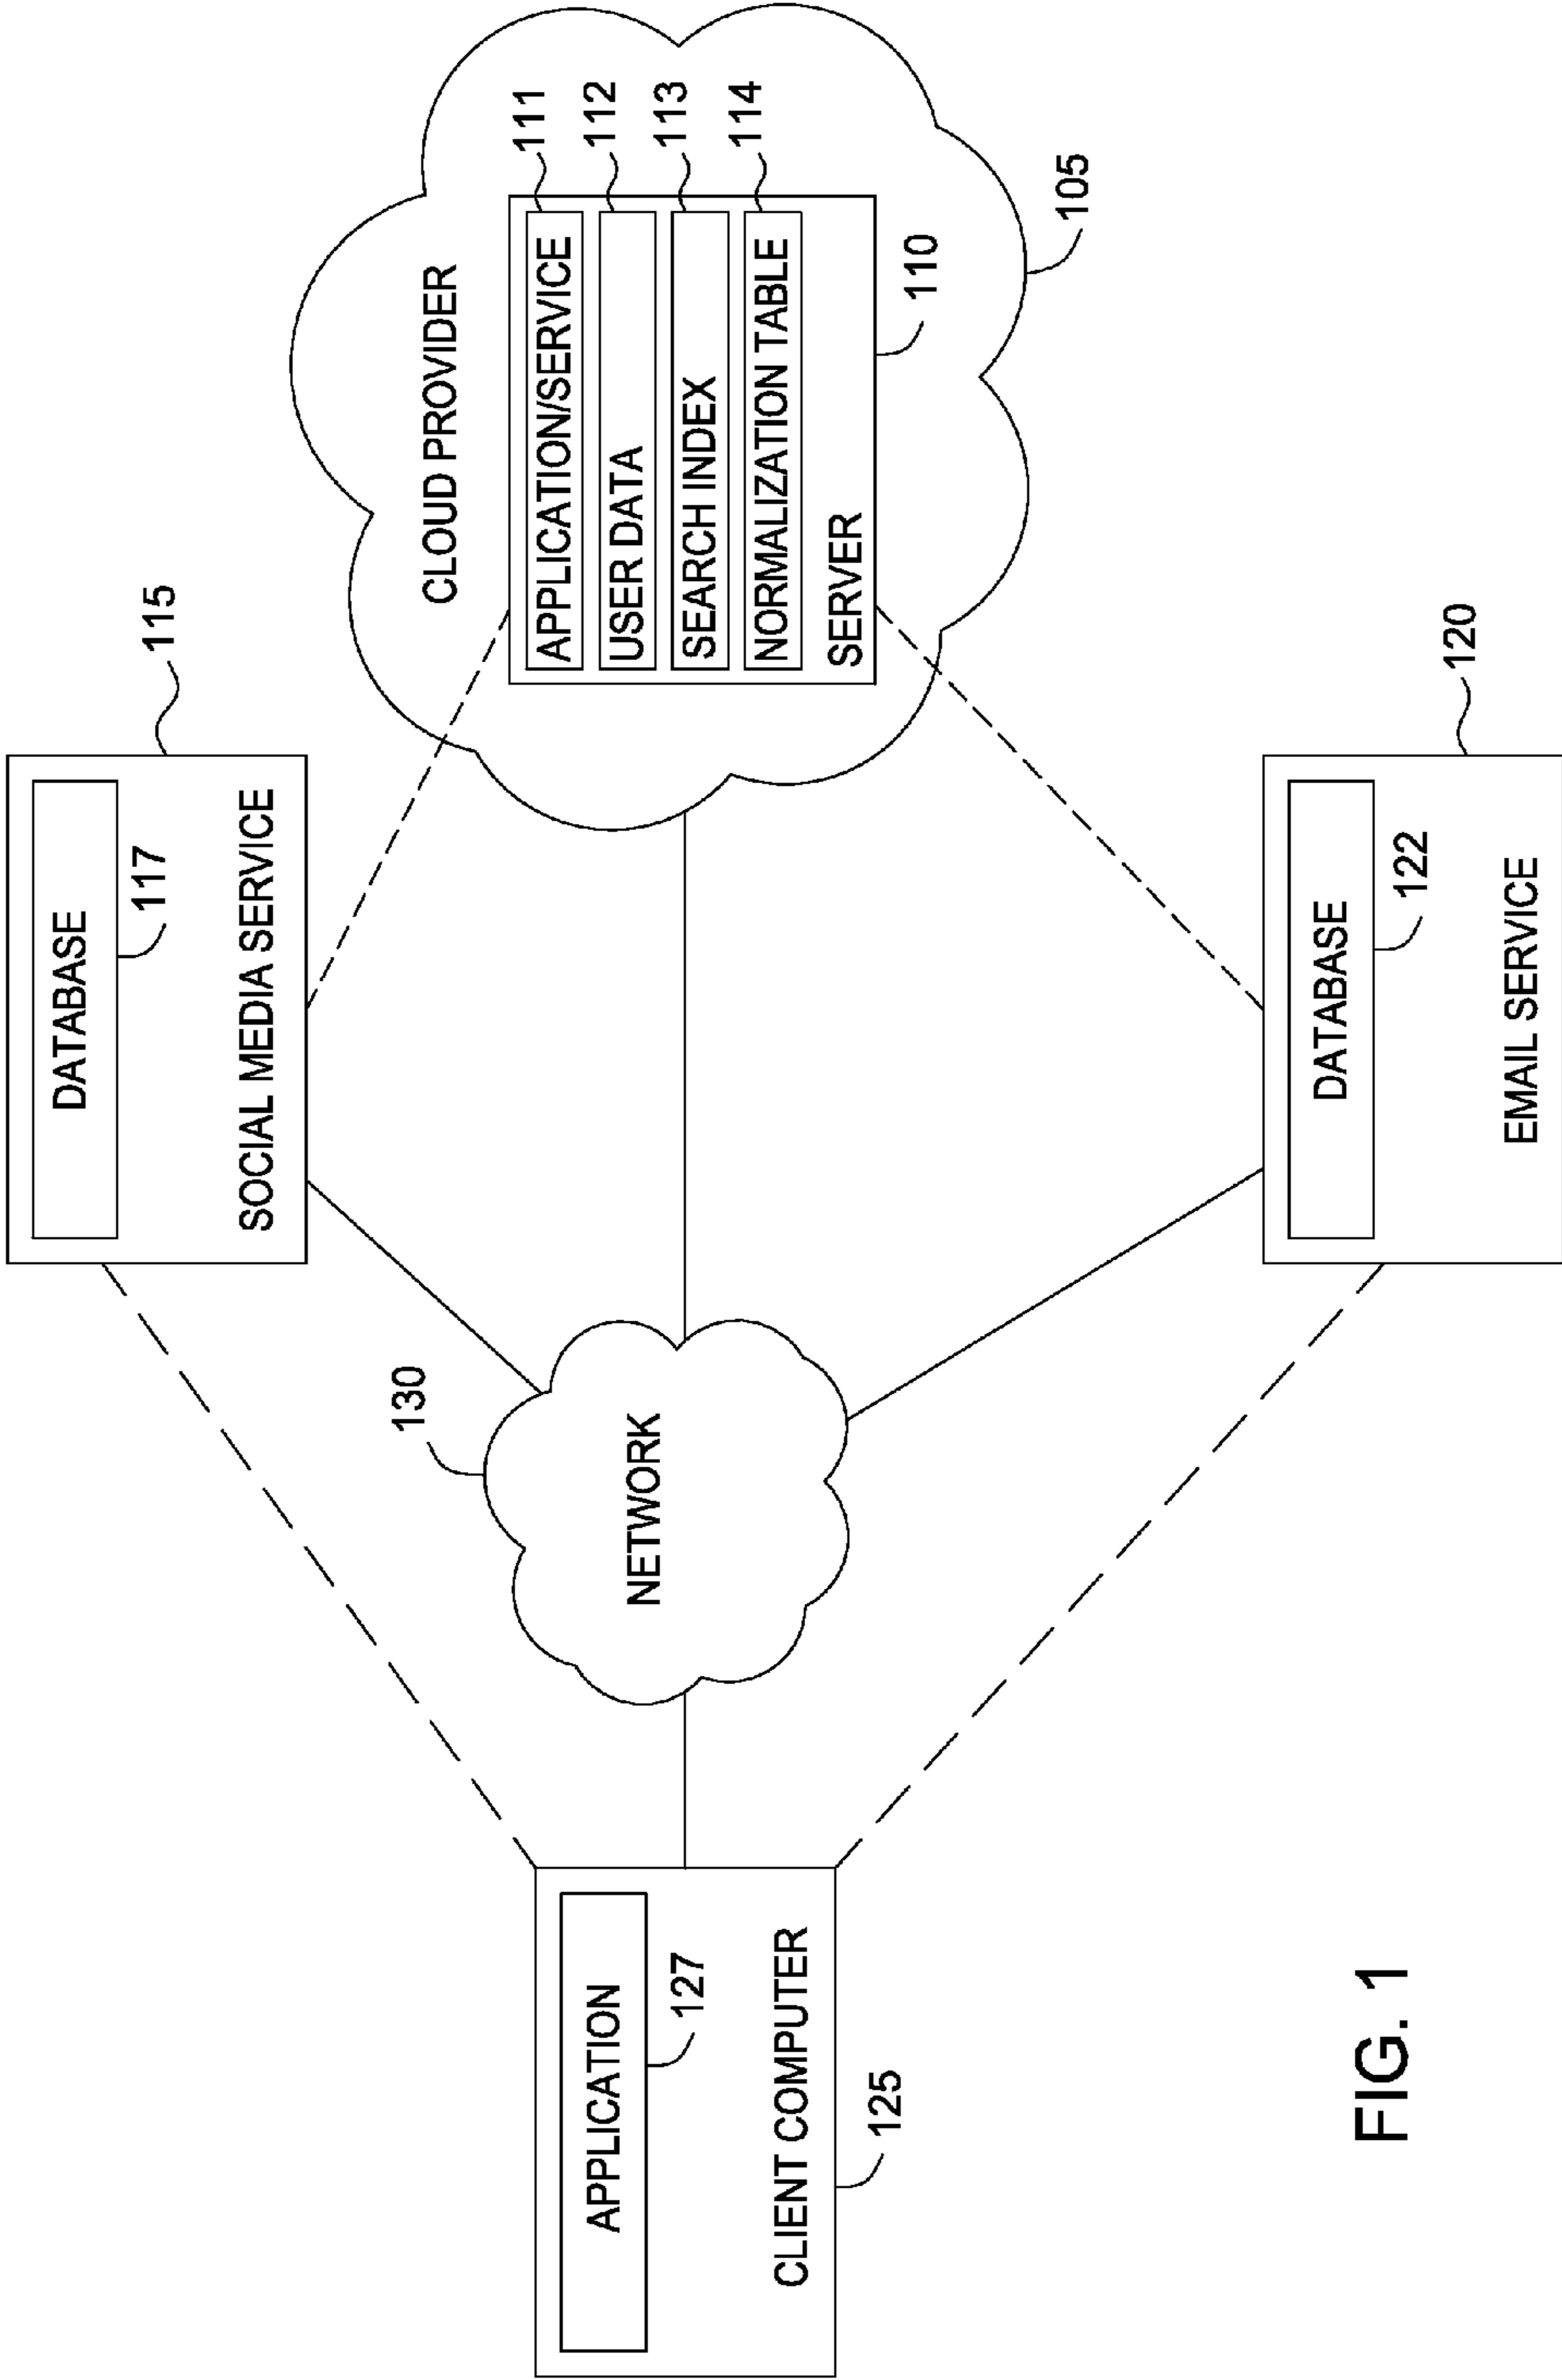 115
DATABASE
117
SOCIAL MEDIA SERVICE
130
NETWORK
CLOUD PROVIDER
APPLICATION/SERVICE
111
USER DATA
112
SEARCH INDEX
113
NORMALIZATION TABLE
114
SERVER
110
105
APPLICATION
127
CLIENT COMPUTER
125
120
DATABASE
122
EMAIL SERVICE
FIG. 1